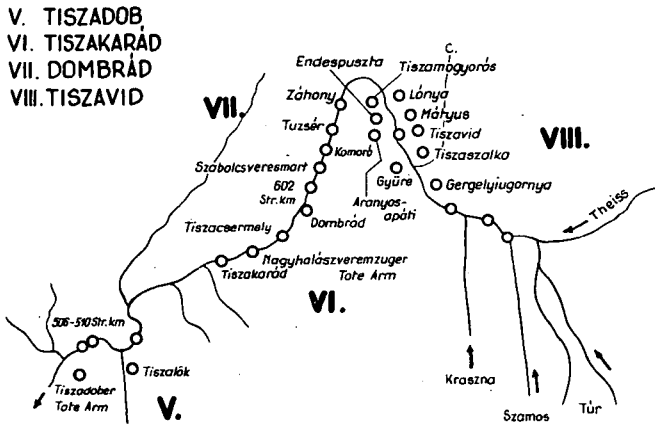 V. TISZADOB
VI. TISZAKARÁD
VII. DOMBRÁD
VIII. TISZAVID
C.
Endespuszta
Tiszamogyorós
Záhony
Lónya
VII.
Mátyus
VIII.
Tuzsér
Tiszavid
Komoró
Tiszaszalka
Szabolcsveresmart
Gyüre
602
Str. km
Gergelyiugornya
Aranyos-
apáti
Theiss
Tiszacsermely
Dombrád
Nagyhalászveremzuger
Tote Arm
Tiszakarád
VI.
506-510 Str. km
Tiszalók
Kraszna
Tiszadober
Tote Arm
V.
Szamos
Túr